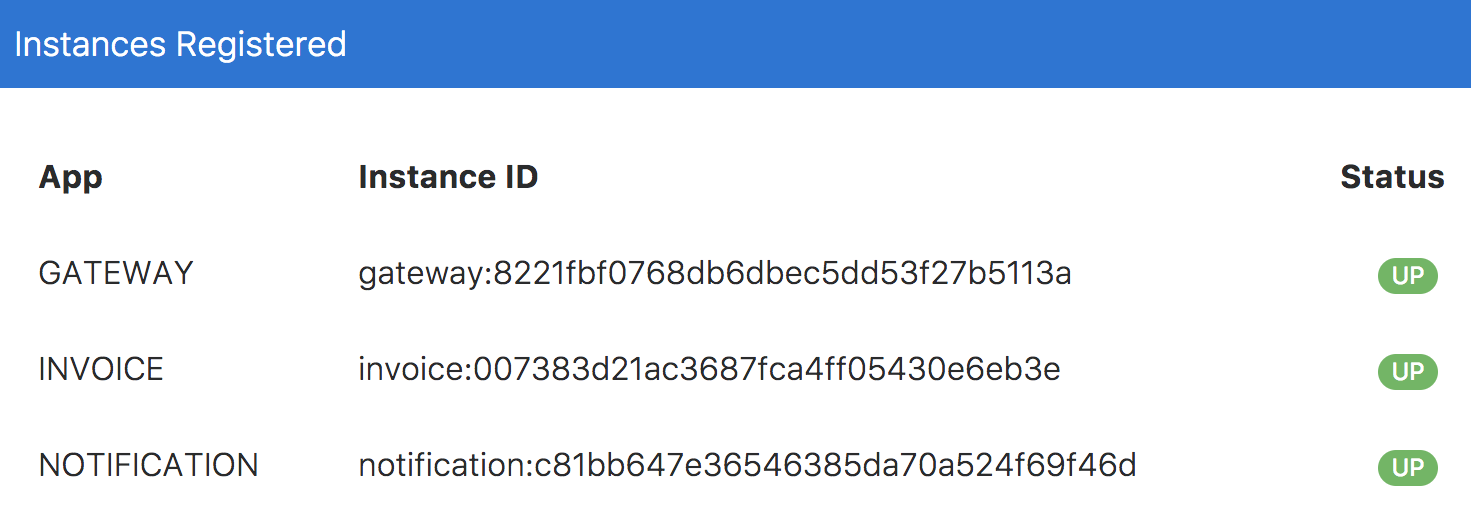 Instances Registered
App Instance ID Status
GATEWAY gateway:8221fbf0768db6dbec5dd53f27b5113a UP
INVOICE invoice:007383d21ac3687fca4ff05430e6eb3e UP
NOTIFICATION notification:c81bb647e36546385da70a524f69f46d UP